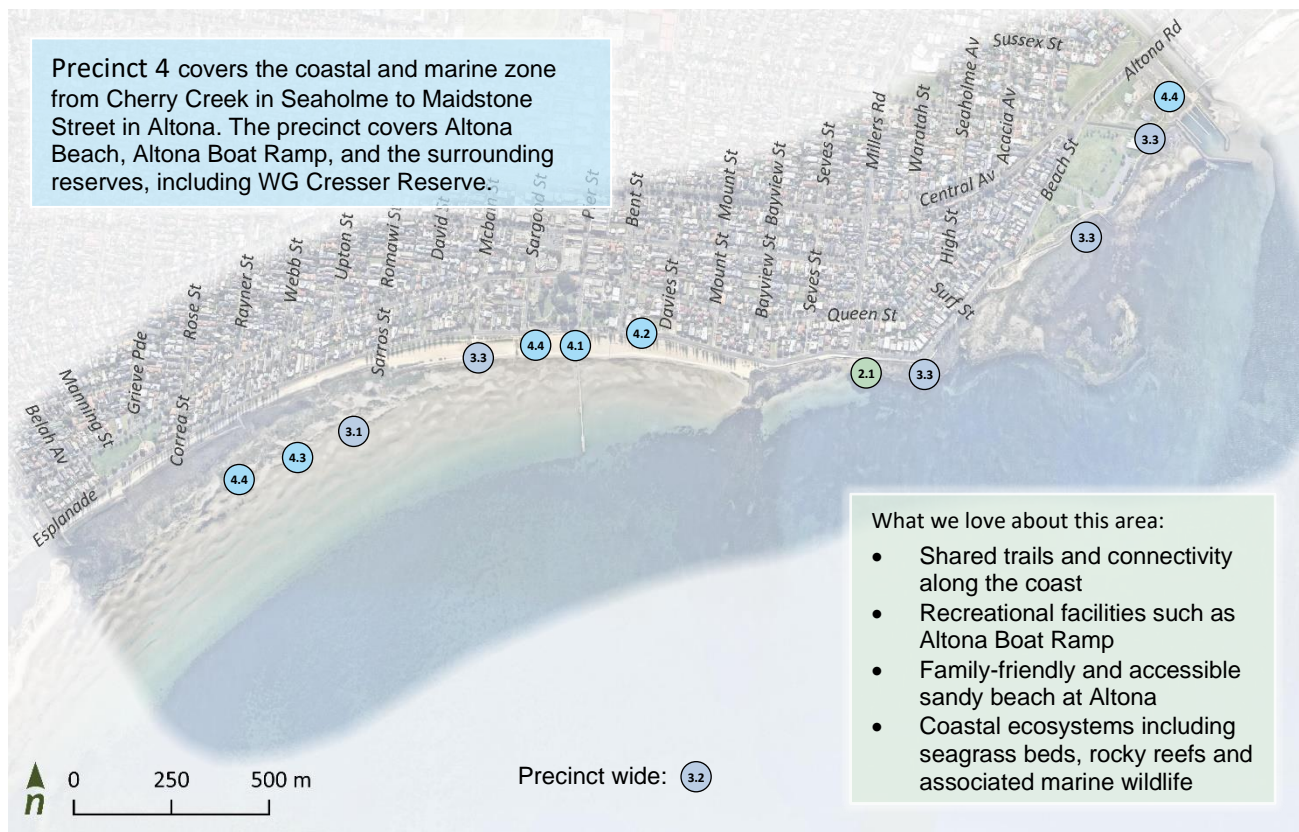 Precinct 4 covers the coastal and marine zone
from Cherry Creek in Seaholme to Maidstone
Street in Altona. The precinct covers Altona
Beach, Altona Boat Ramp, and the surrounding
reserves, including WG Cresser Reserve.
Sussex St
Altona Rd
Seaholme Av
Waratah St
Millers Rd
Acacia Av
Seves St
Bayview St
Mount St
Central Av
Beach St
Bent St
Pier St
Sargood St
Mcbain St
David St
Romawi St
Upton St
Webb St
Rayner St
Rose St
Grieve Pde
Manning St
Belah Av
Esplanade
Correa St
Sarros St
Davies St
Mount St
Bayview St
Seves St
Queen St
High St
Surf St
4.4
3.3
3.3
4.2
4.4
4.1
3.3
2.1
3.3
3.1
4.3
4.4
What we love about this area:
• Shared trails and connectivity
along the coast
• Recreational facilities such as
Altona Boat Ramp
• Family-friendly and accessible
sandy beach at Altona
• Coastal ecosystems including
seagrass beds, rocky reefs and
associated marine wildlife
n
0 250 500 m
Precinct wide: 3.2